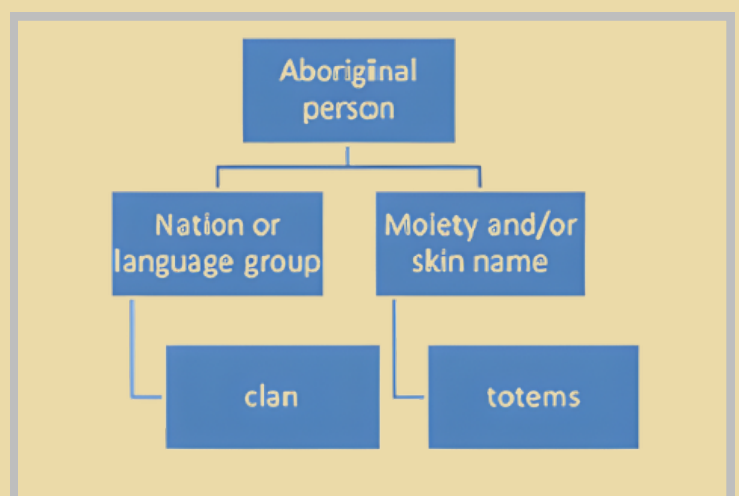 Aboriginal
person
Nation or
language group
Moiety and/or
skin name
clan
totems